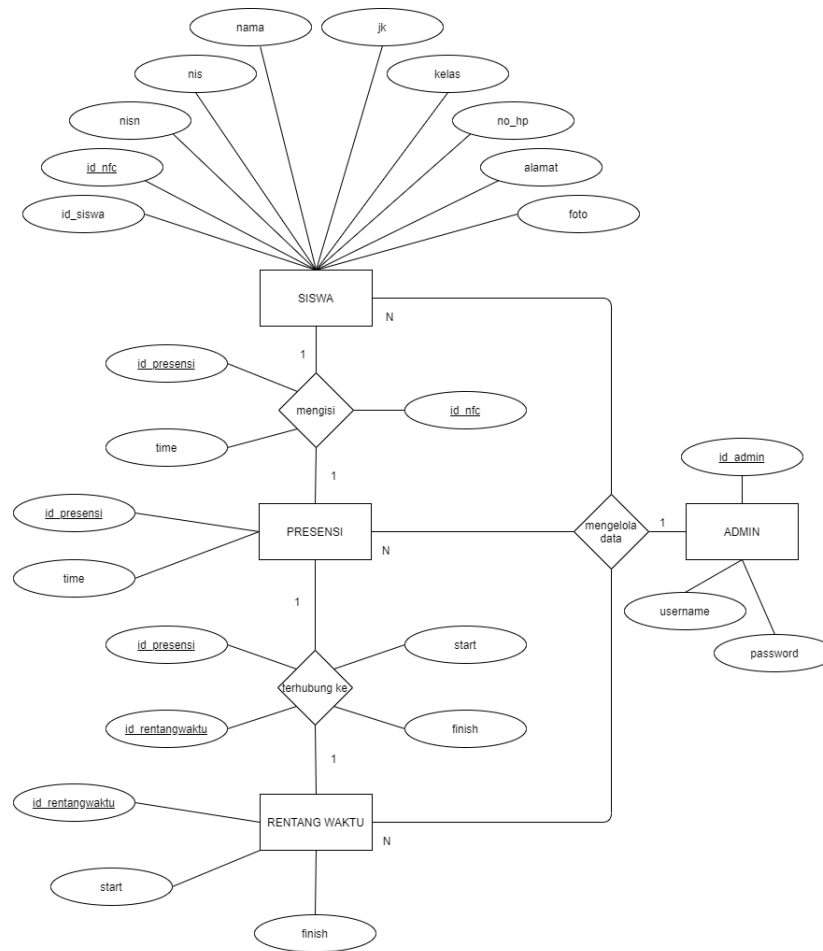 nama
jk
nis
kelas
nisn
no_hp
id_nfc
alamat
id_siswa
foto
SISWA
N
1
id_presensi
mengisi
id_nfc
time
1
id_admin
id_presensi
PRESENSI
N
mengelola
data
1
ADMIN
time
1
username
id_presensi
start
password
terhubung ke
id_rentangwaktu
finish
1
id_rentangwaktu
RENTANG WAKTU
N
start
finish